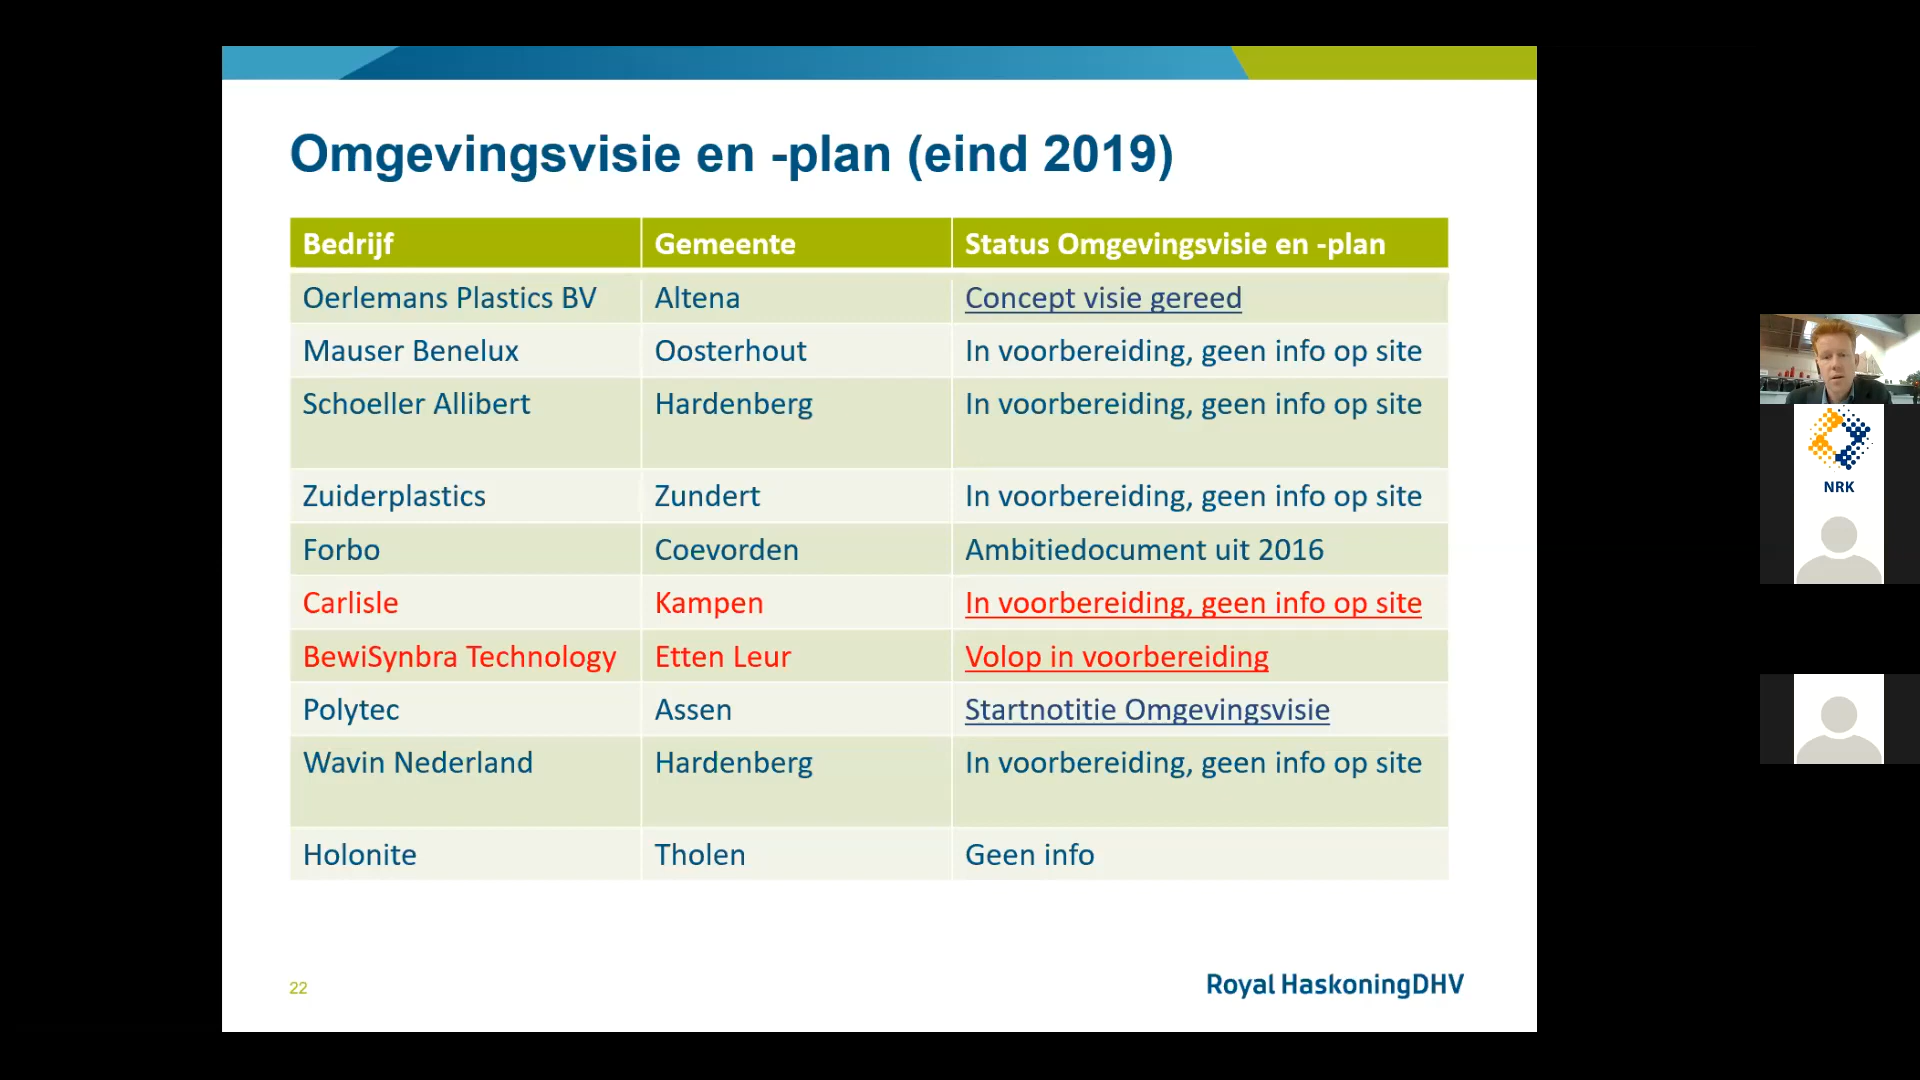 Omgevingsvisie en -plan (eind 2019)
Bedrijf Gemeente Status Omgevingsvisie en -plan
Oerlemans Plastics BV Altena Concept visie gereed
Mauser Benelux Oosterhout In voorbereiding, geen info op site
Schoeller Allibert Hardenberg In voorbereiding, geen info op site
Zuiderplastics Zundert In voorbereiding, geen info op site
Forbo Coevorden Ambitiedocument uit 2016
Carlisle Kampen In voorbereiding, geen info op site
BewiSynbra Technology Etten Leur Volop in voorbereiding
Polytec Assen Startnotitie Omgevingsvisie
Wavin Nederland Hardenberg In voorbereiding, geen info op site
Holonite Tholen Geen info
22
Royal HaskoningDHV
NRK